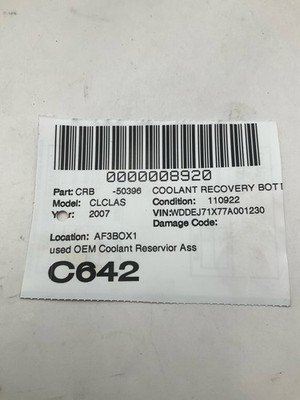 0000008920
Part: CRB -50396 COOLANT RECOVERY BOT
Model: CLCLAS Condition: 110922
Year: 2007 VIN:WDDEJ71X77A001230
Damage Code:
Location: AF3BOX1
used OEM Coolant Reservior Ass
C642